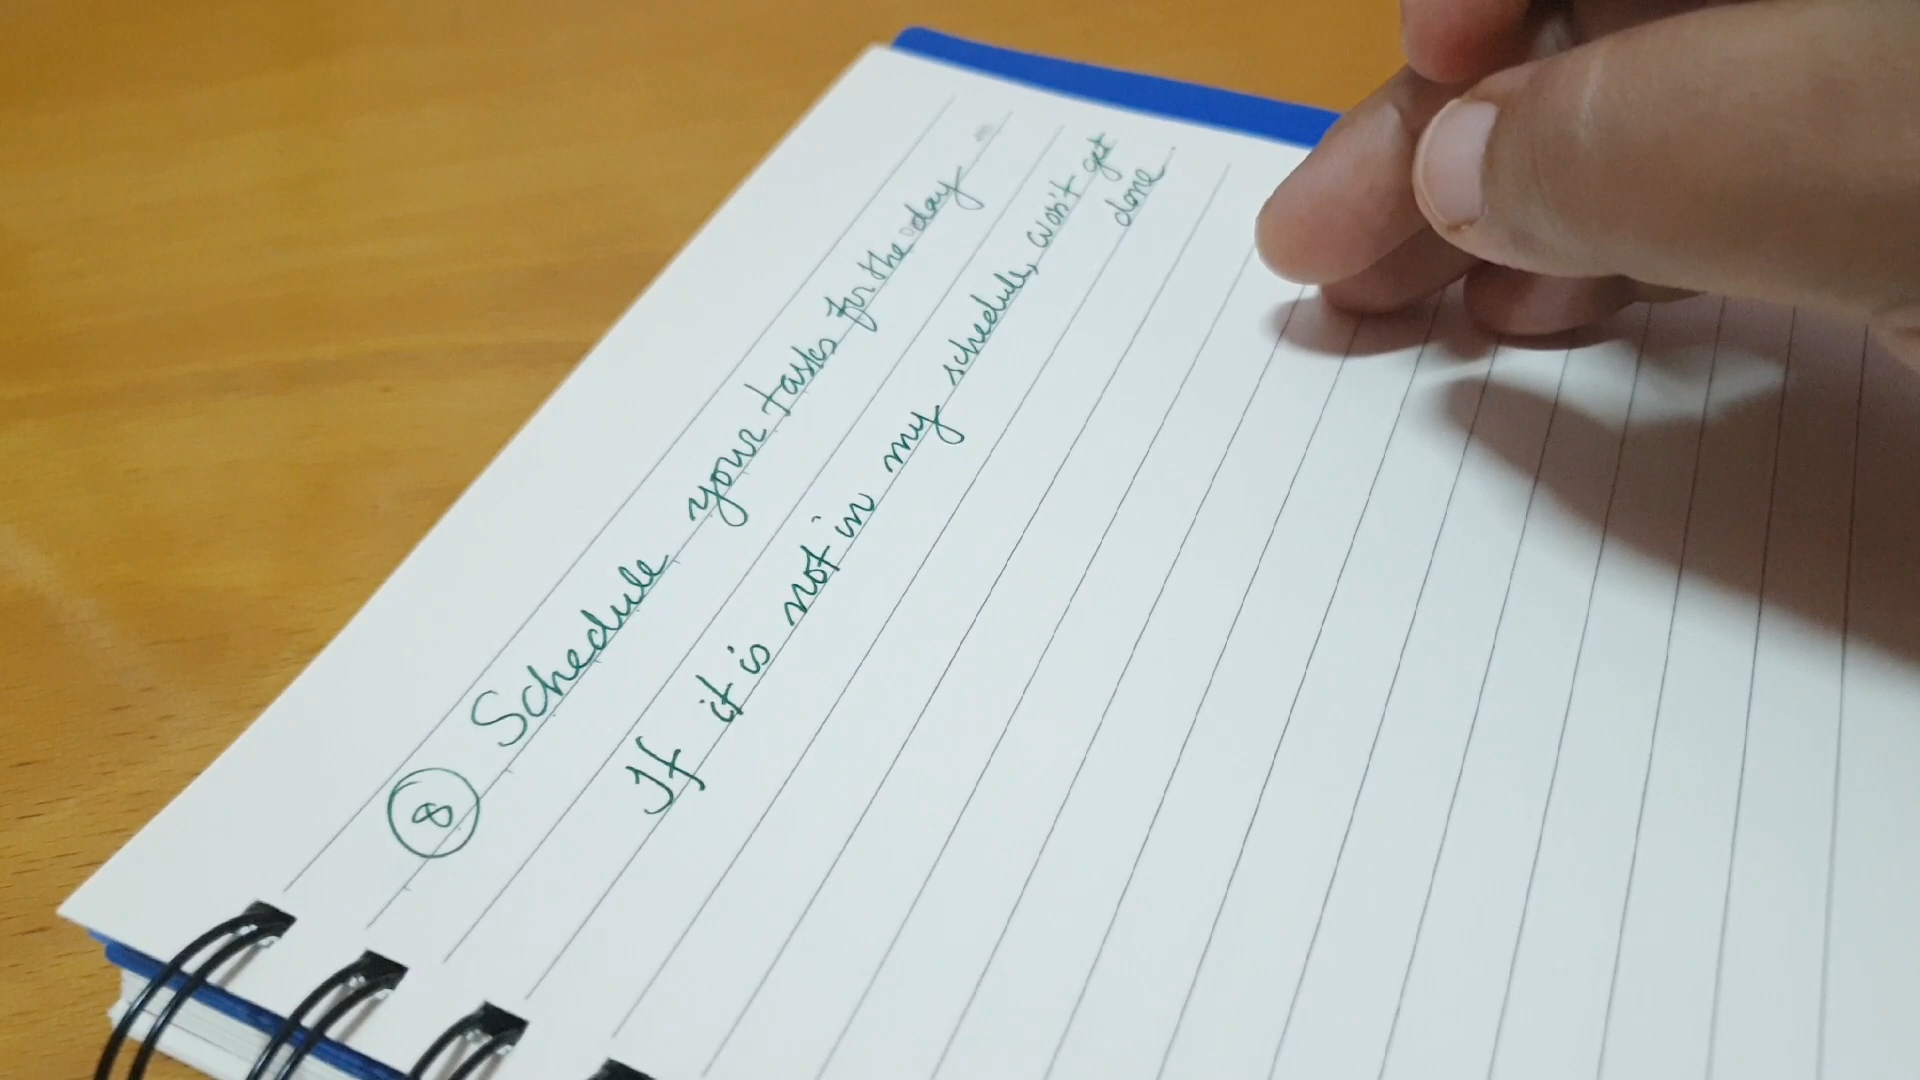 8 Schedule your tasks for the day
If it is not in my schedule, won't get
done